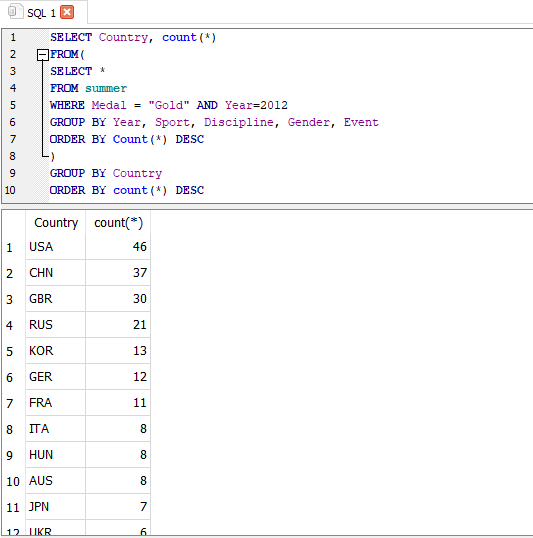 SQL 1
1 SELECT Country, count(*)
2 FROM(
3 SELECT *
4 FROM summer
5 WHERE Medal = "Gold" AND Year=2012
6 GROUP BY Year, Sport, Discipline, Gender, Event
7 ORDER BY Count(*) DESC
8 )
9 GROUP BY Country
10 ORDER BY count(*) DESC
Country count(*)
1 USA 46
2 CHN 37
3 GBR 30
4 RUS 21
5 KOR 13
6 GER 12
7 FRA 11
8 ITA 8
9 HUN 8
10 AUS 8
11 JPN 7
12 UKR 6